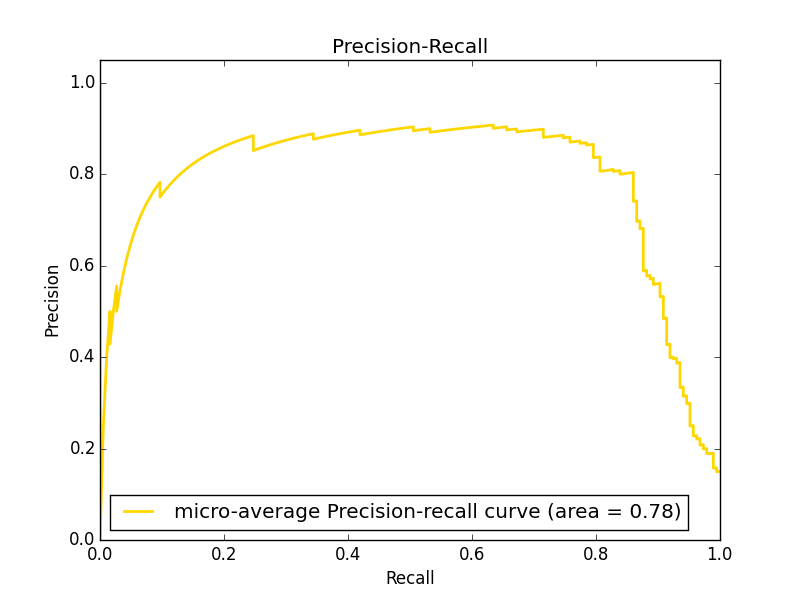 Precision-Recall
1.0
0.8
0.6
0.4
0.2
0.0
Precision
micro-average Precision-recall curve (area = 0.78)
0.0 0.2 0.4 0.6 0.8 1.0
Recall